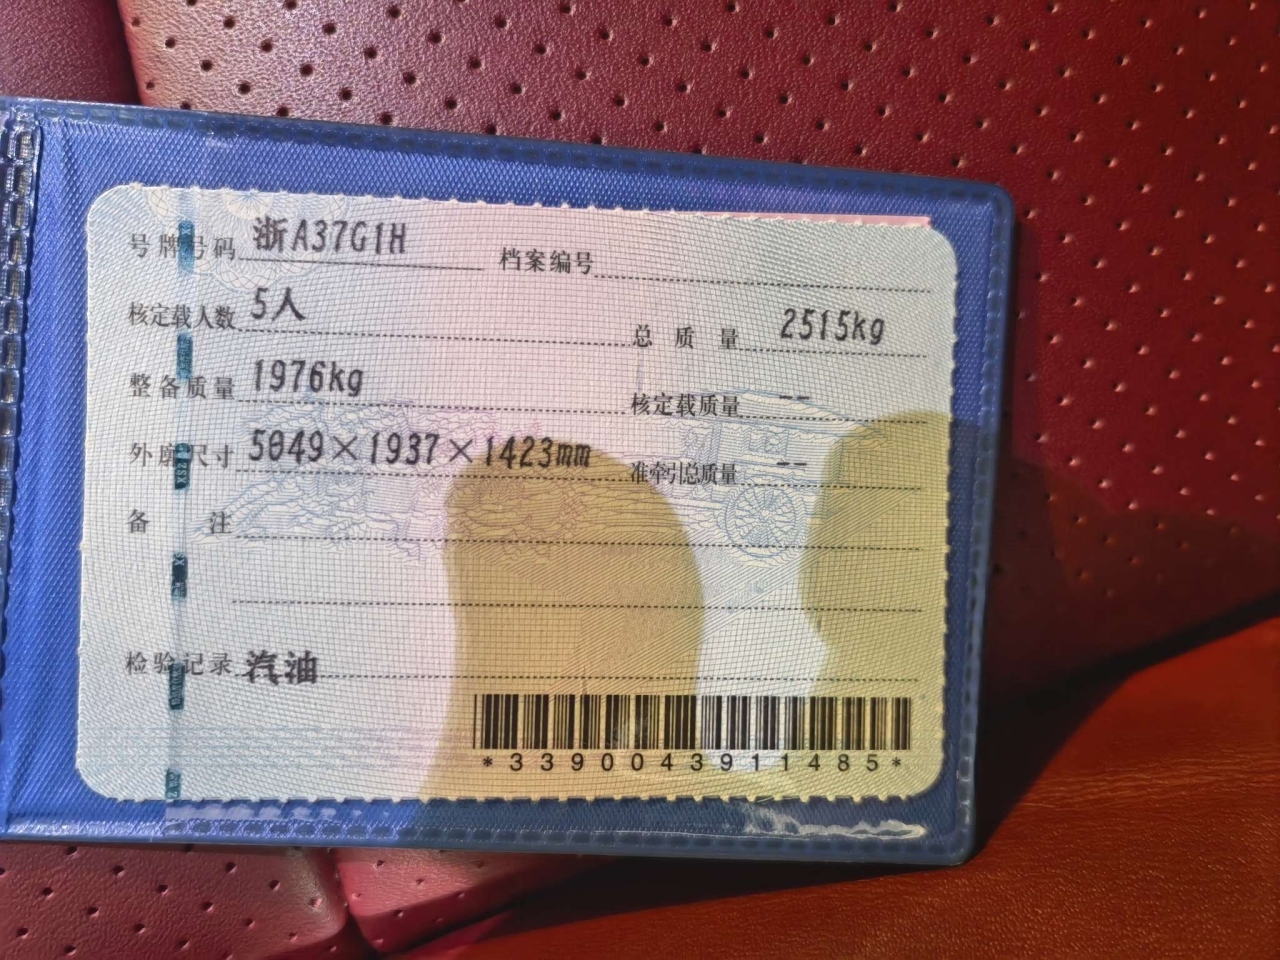 号牌号码 浙A37G1H 档案编号
核定载人数 5人 总质量 2515kg
整备质量 1976kg 核定载质量 --
外廓尺寸 5049×1937×1423mm 准牵引总质量 --
备注
检验记录 汽油
*3390043911485*